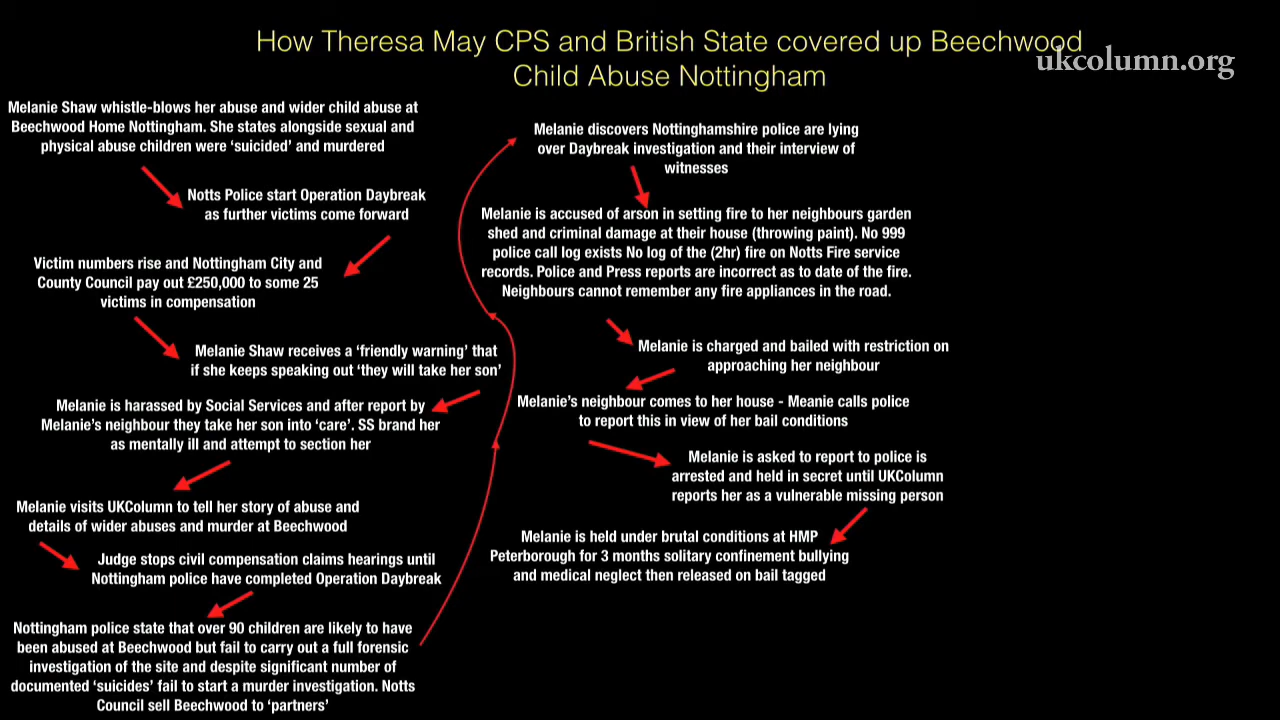 How Theresa May CPS and British State covered up Beechwood
Child Abuse Nottingham
ukcolumn.org
Melanie Shaw whistle-blows her abuse and wider child abuse at
Beechwood Home Nottingham. She states alongside sexual and
physical abuse children were ‘suicided’ and murdered
Notts Police start Operation Daybreak
as further victims come forward
Victim numbers rise and Nottingham City and
County Council pay out £250,000 to some 25
victims in compensation
Melanie Shaw receives a ‘friendly warning’ that
if she keeps speaking out ‘they will take her son’
Melanie is harassed by Social Services and after report by
Melanie’s neighbour they take her son into ‘care’. SS brand her
as mentally ill and attempt to section her
Melanie visits UKColumn to tell her story of abuse and
details of wider abuses and murder at Beechwood
Judge stops civil compensation claims hearings until
Nottingham police have completed Operation Daybreak
Nottingham police state that over 90 children are likely to have
been abused at Beechwood but fail to carry out a full forensic
investigation of the site and despite significant number of
documented ‘suicides’ fail to start a murder investigation. Notts
Council sell Beechwood to ‘partners’
Melanie discovers Nottinghamshire police are lying
over Daybreak investigation and their interview of
witnesses
Melanie is accused of arson in setting fire to her neighbours garden
shed and criminal damage at their house (throwing paint). No 999
police call log exists No log of the (2hr) fire on Notts Fire service
records. Police and Press reports are incorrect as to date of the fire.
Neighbours cannot remember any fire appliances in the road.
Melanie is charged and bailed with restriction on
approaching her neighbour
Melanie’s neighbour comes to her house - Meanie calls police
to report this in view of her bail conditions
Melanie is asked to report to police is
arrested and held in secret until UKColumn
reports her as a vulnerable missing person
Melanie is held under brutal conditions at HMP
Peterborough for 3 months solitary confinement bullying
and medical neglect then released on bail tagged